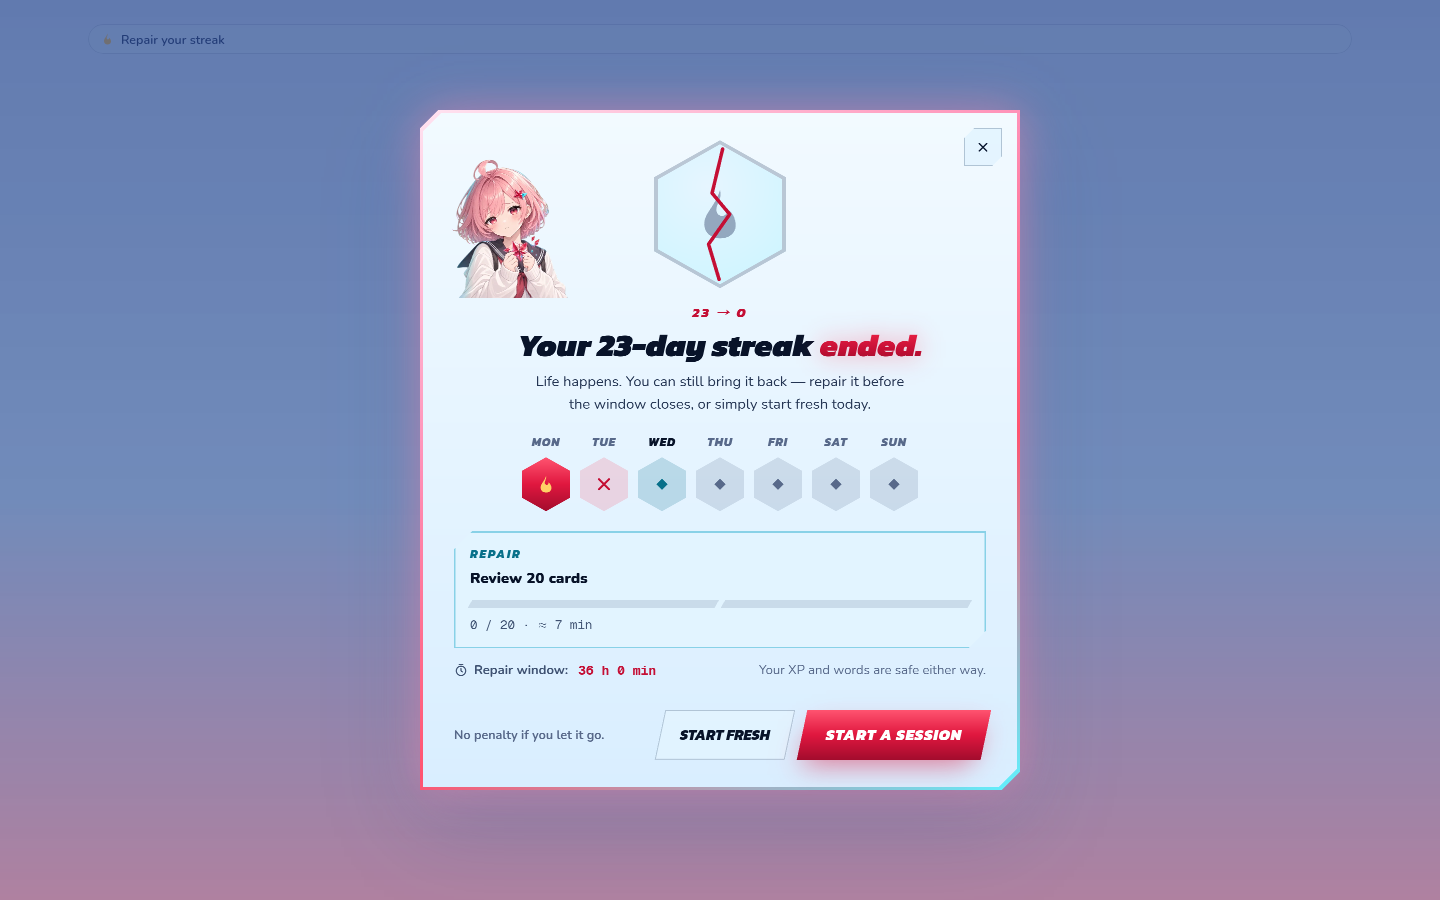 Repair your streak
23 → 0
Your 23-day streak ended.
Life happens. You can still bring it back — repair it before
the window closes, or simply start fresh today.
MON TUE WED THU FRI SAT SUN
REPAIR
Review 20 cards
0 / 20 · ≈ 7 min
Repair window: 36 h 0 min
Your XP and words are safe either way.
No penalty if you let it go.
START FRESH
START A SESSION